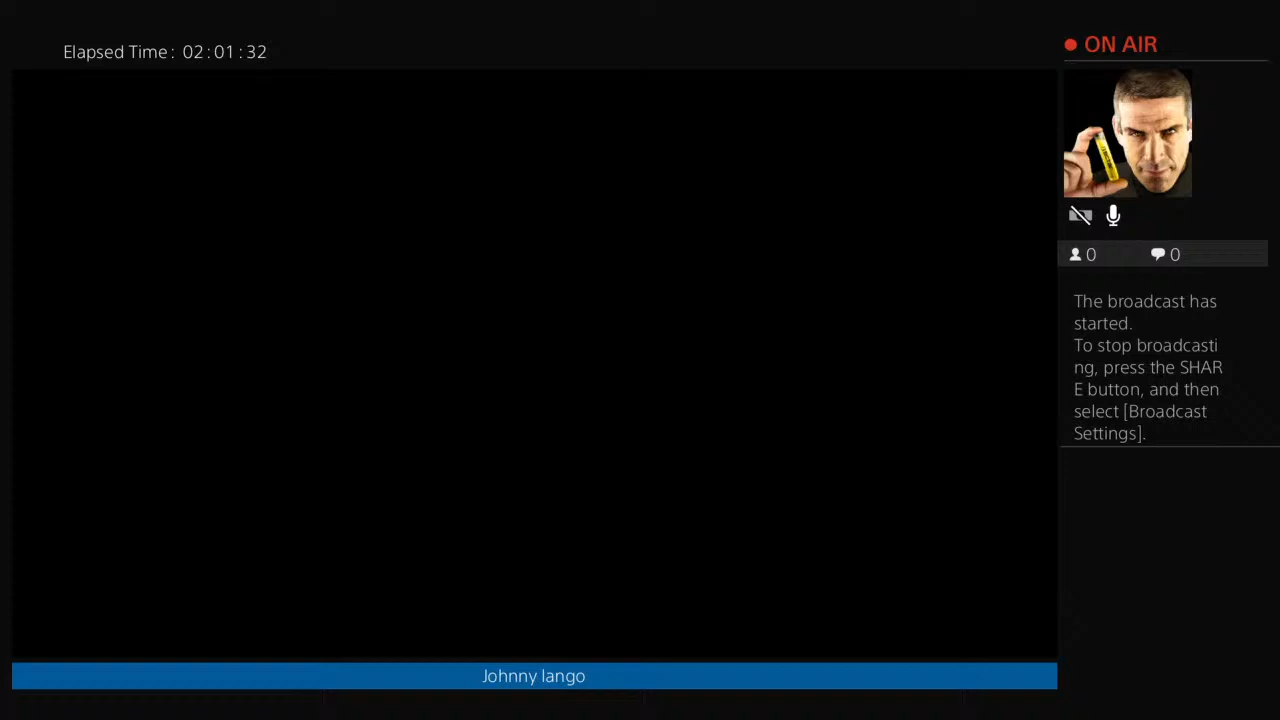 Elapsed Time: 02:01:32
ON AIR
0 0
The broadcast has
started.
To stop broadcasti
ng, press the SHAR
E button, and then
select [Broadcast
Settings].
Johnny lango